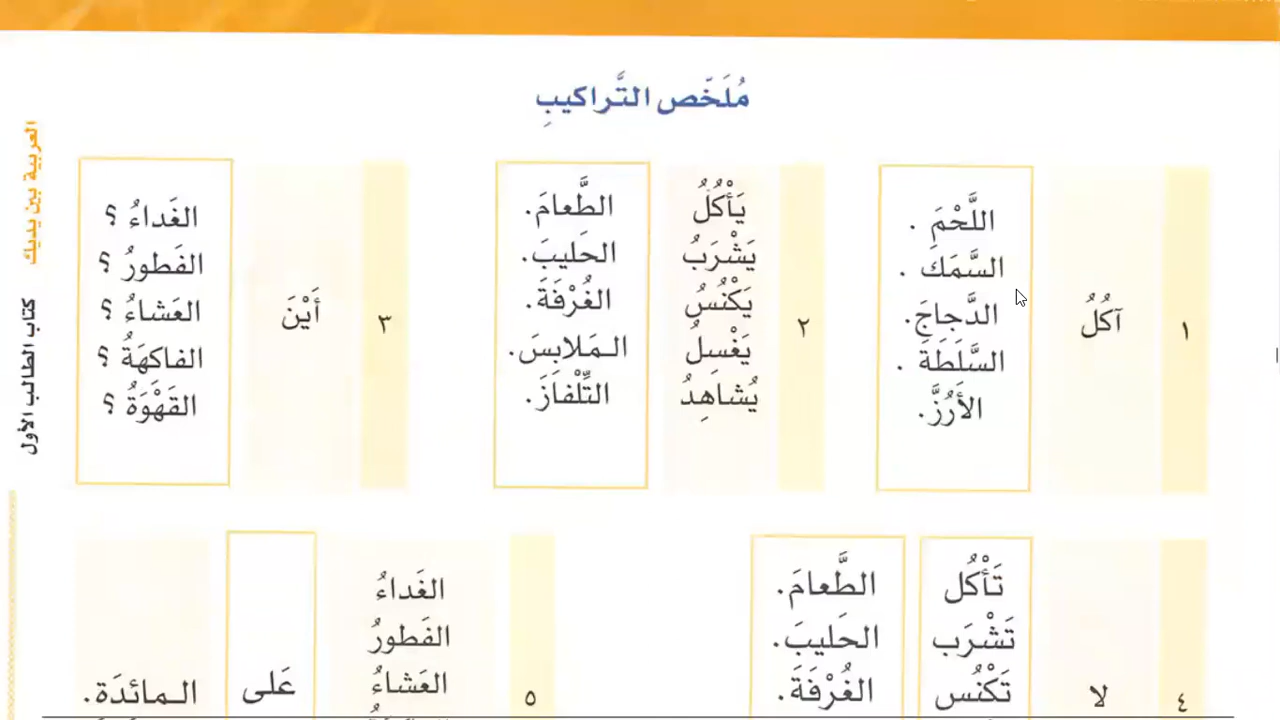 مُلَخّص التَّراكيبِ
١
آكُلُ
اللَّحْمَ .
السَّمَكَ .
الدَّجاجَ.
السَّلَطَةَ .
الأَرُزَّ.
٢
يَأْكُلُ
يَشْرَبُ
يَكْنُسُ
يَغْسِلُ
يُشاهِدُ
الطَّعامَ.
الحَليبَ.
الغُرْفَةَ.
الـمَلابِسَ.
التِّلْفازَ.
٣
أَيْنَ
الغَداءُ ؟
الفَطورُ ؟
العَشاءُ ؟
الفاكهَةُ ؟
القَهْوَةُ ؟
٤
لا
تَأْكُل
تَشْرَب
تَكْنُس
الطَّعامَ.
الحَليبَ.
الغُرْفَةَ.
٥
الغَداءُ
الفَطورُ
العَشاءُ
عَلى
الـمائدَة.
العربية بين يديك
كتاب الطالب الأول